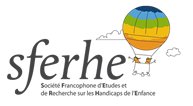 sferhe
Société Francophone d'Etudes et
de Recherche sur les Handicaps de l'Enfance